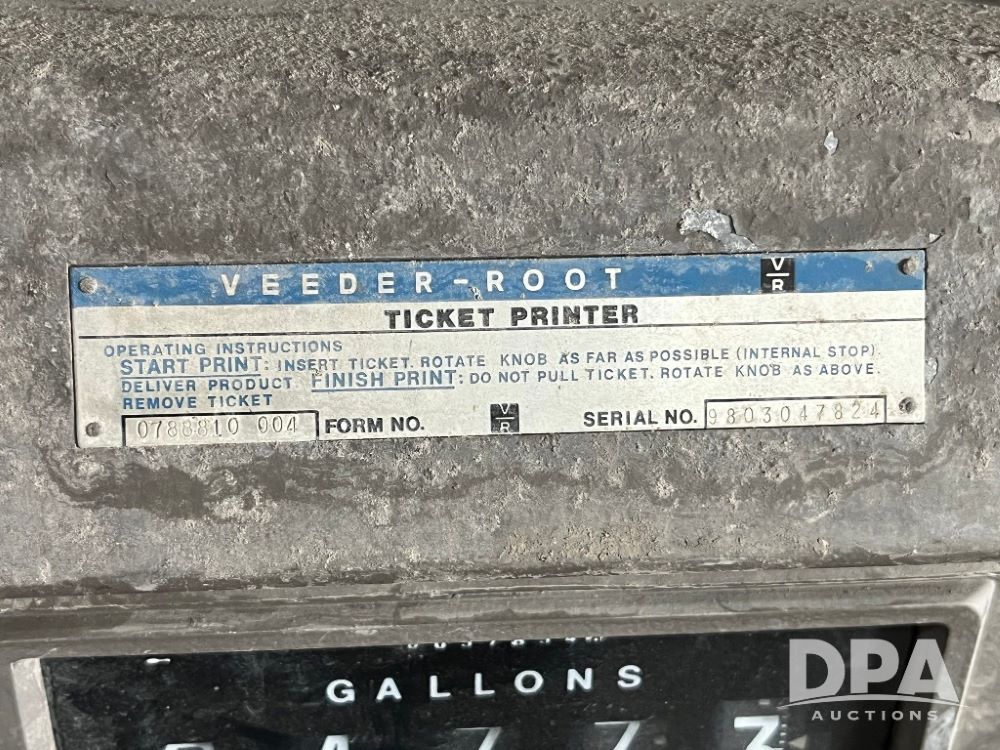 VEEDER-ROOT V/R
TICKET PRINTER
OPERATING INSTRUCTIONS
START PRINT: INSERT TICKET. ROTATE KNOB AS FAR AS POSSIBLE (INTERNAL STOP).
DELIVER PRODUCT FINISH PRINT: DO NOT PULL TICKET. ROTATE KNOB AS ABOVE.
REMOVE TICKET
0788810 004 FORM NO. V/R SERIAL NO. 9803047824
GALLONS
DPA
AUCTIONS